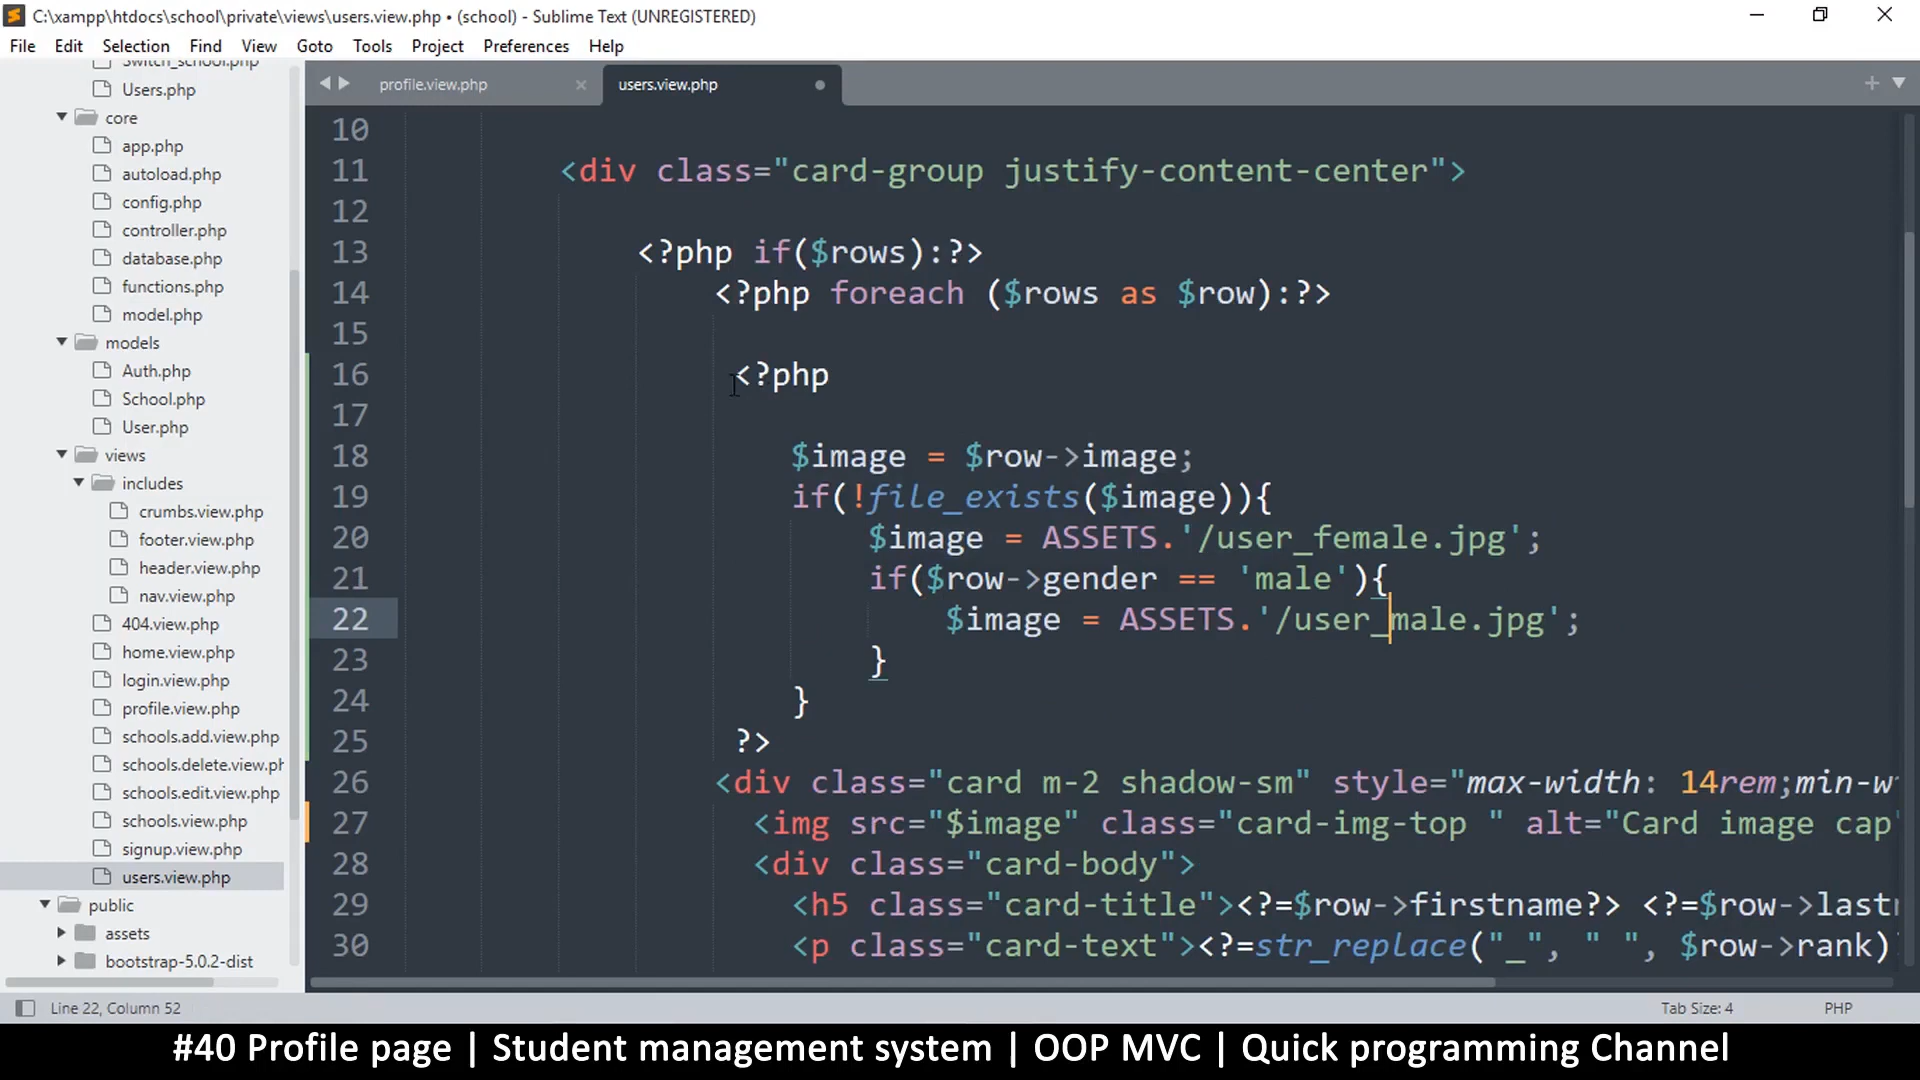 C:\xampp\htdocs\school\private\views\users.view.php • (school) - Sublime Text (UNREGISTERED)
File Edit Selection Find View Goto Tools Project Preferences Help
Switch_school.php
Users.php
core
app.php
autoload.php
config.php
controller.php
database.php
functions.php
model.php
models
Auth.php
School.php
User.php
views
includes
crumbs.view.php
footer.view.php
header.view.php
nav.view.php
404.view.php
home.view.php
login.view.php
profile.view.php
schools.add.view.php
schools.delete.view.ph
schools.edit.view.php
schools.view.php
signup.view.php
users.view.php
public
assets
bootstrap-5.0.2-dist
profile.view.php users.view.php
10
11 <div class="card-group justify-content-center">
12
13 <?php if($rows):?>
14 <?php foreach ($rows as $row):?>
15
16 <?php
17
18 $image = $row->image;
19 if(!file_exists($image)){
20 $image = ASSETS.'/user_female.jpg';
21 if($row->gender == 'male'){
22 $image = ASSETS.'/user_male.jpg';
23 }
24 }
25 ?>
26 <div class="card m-2 shadow-sm" style="max-width: 14rem;min-w
27 <img src="$image" class="card-img-top " alt="Card image cap"
28 <div class="card-body">
29 <h5 class="card-title"><?=$row->firstname?> <?=$row->lastn
30 <p class="card-text"><?=str_replace("_", " ", $row->rank)
Line 22, Column 52 Tab Size: 4 PHP
#40 Profile page | Student management system | OOP MVC | Quick programming Channel